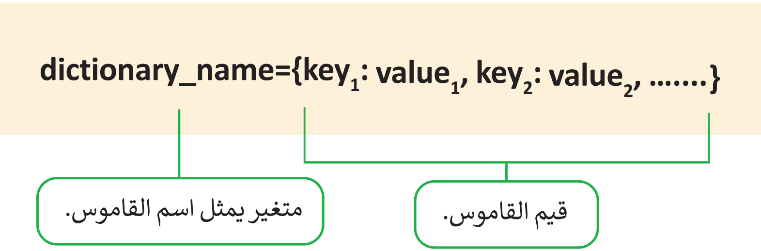 dictionary_name={key₁: value₁, key₂: value₂, .......}
متغير يمثل اسم القاموس.
قيم القاموس.